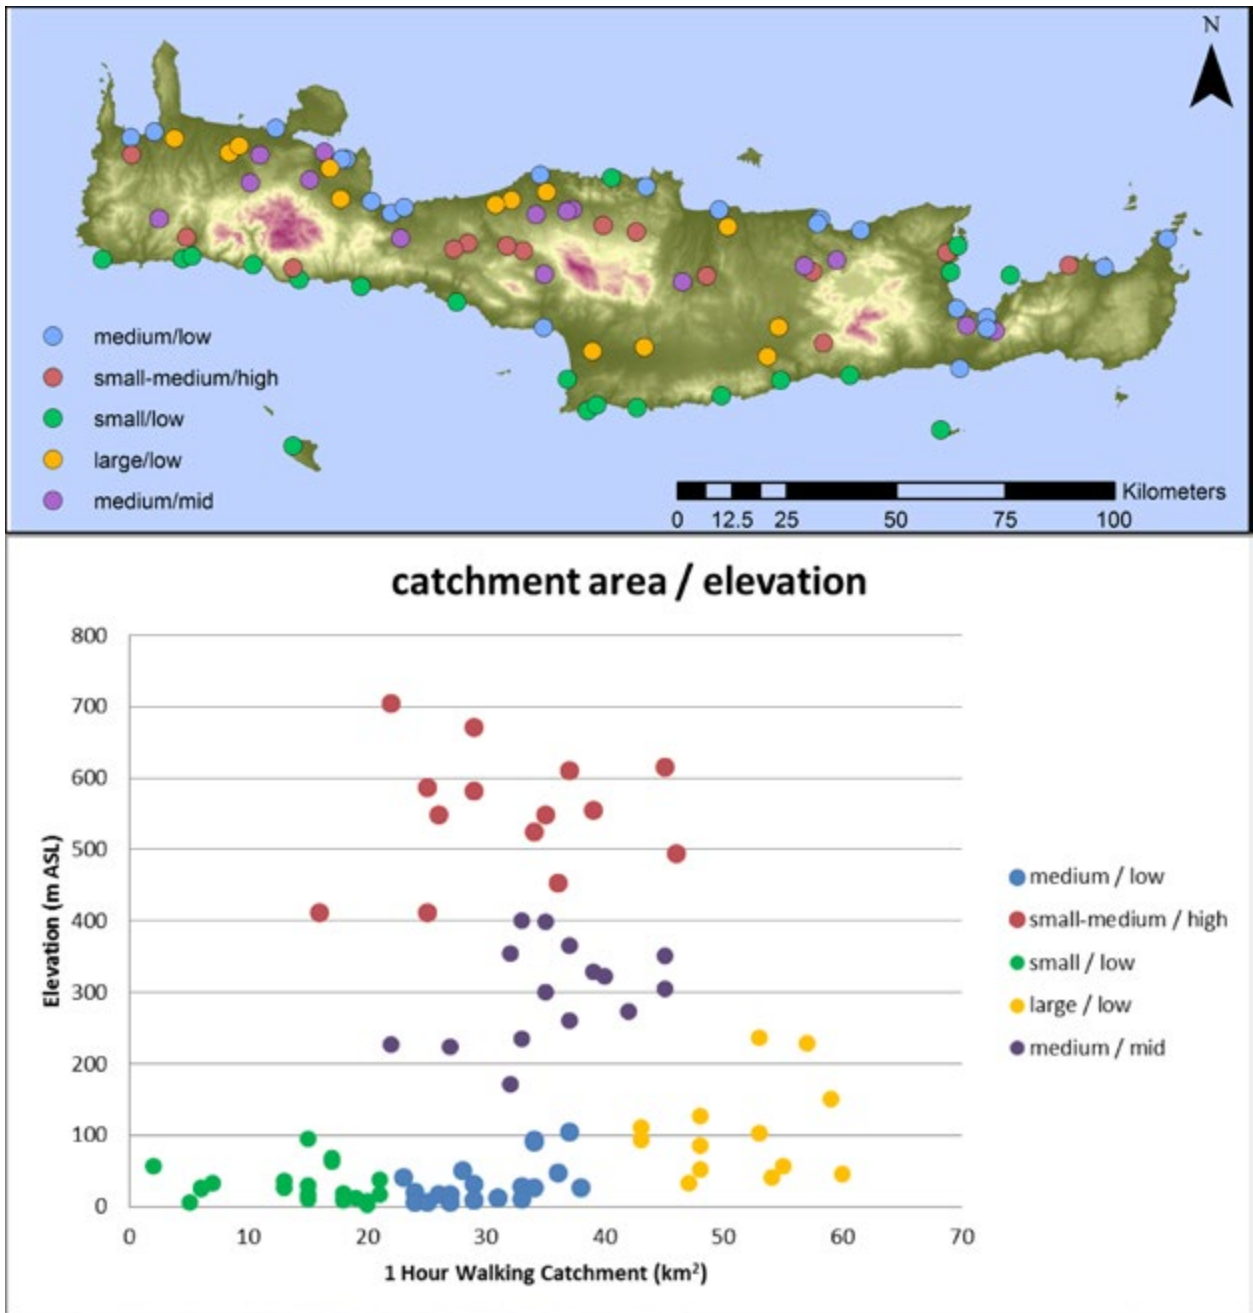 N
medium/low
small-medium/high
small/low
large/low
medium/mid
Kilometers
0 12.5 25 50 75 100
catchment area / elevation
800
700
600
500
400
300
200
100
0
Elevation (m ASL)
0 10 20 30 40 50 60 70
1 Hour Walking Catchment (km²)
medium / low
small-medium / high
small / low
large / low
medium / mid